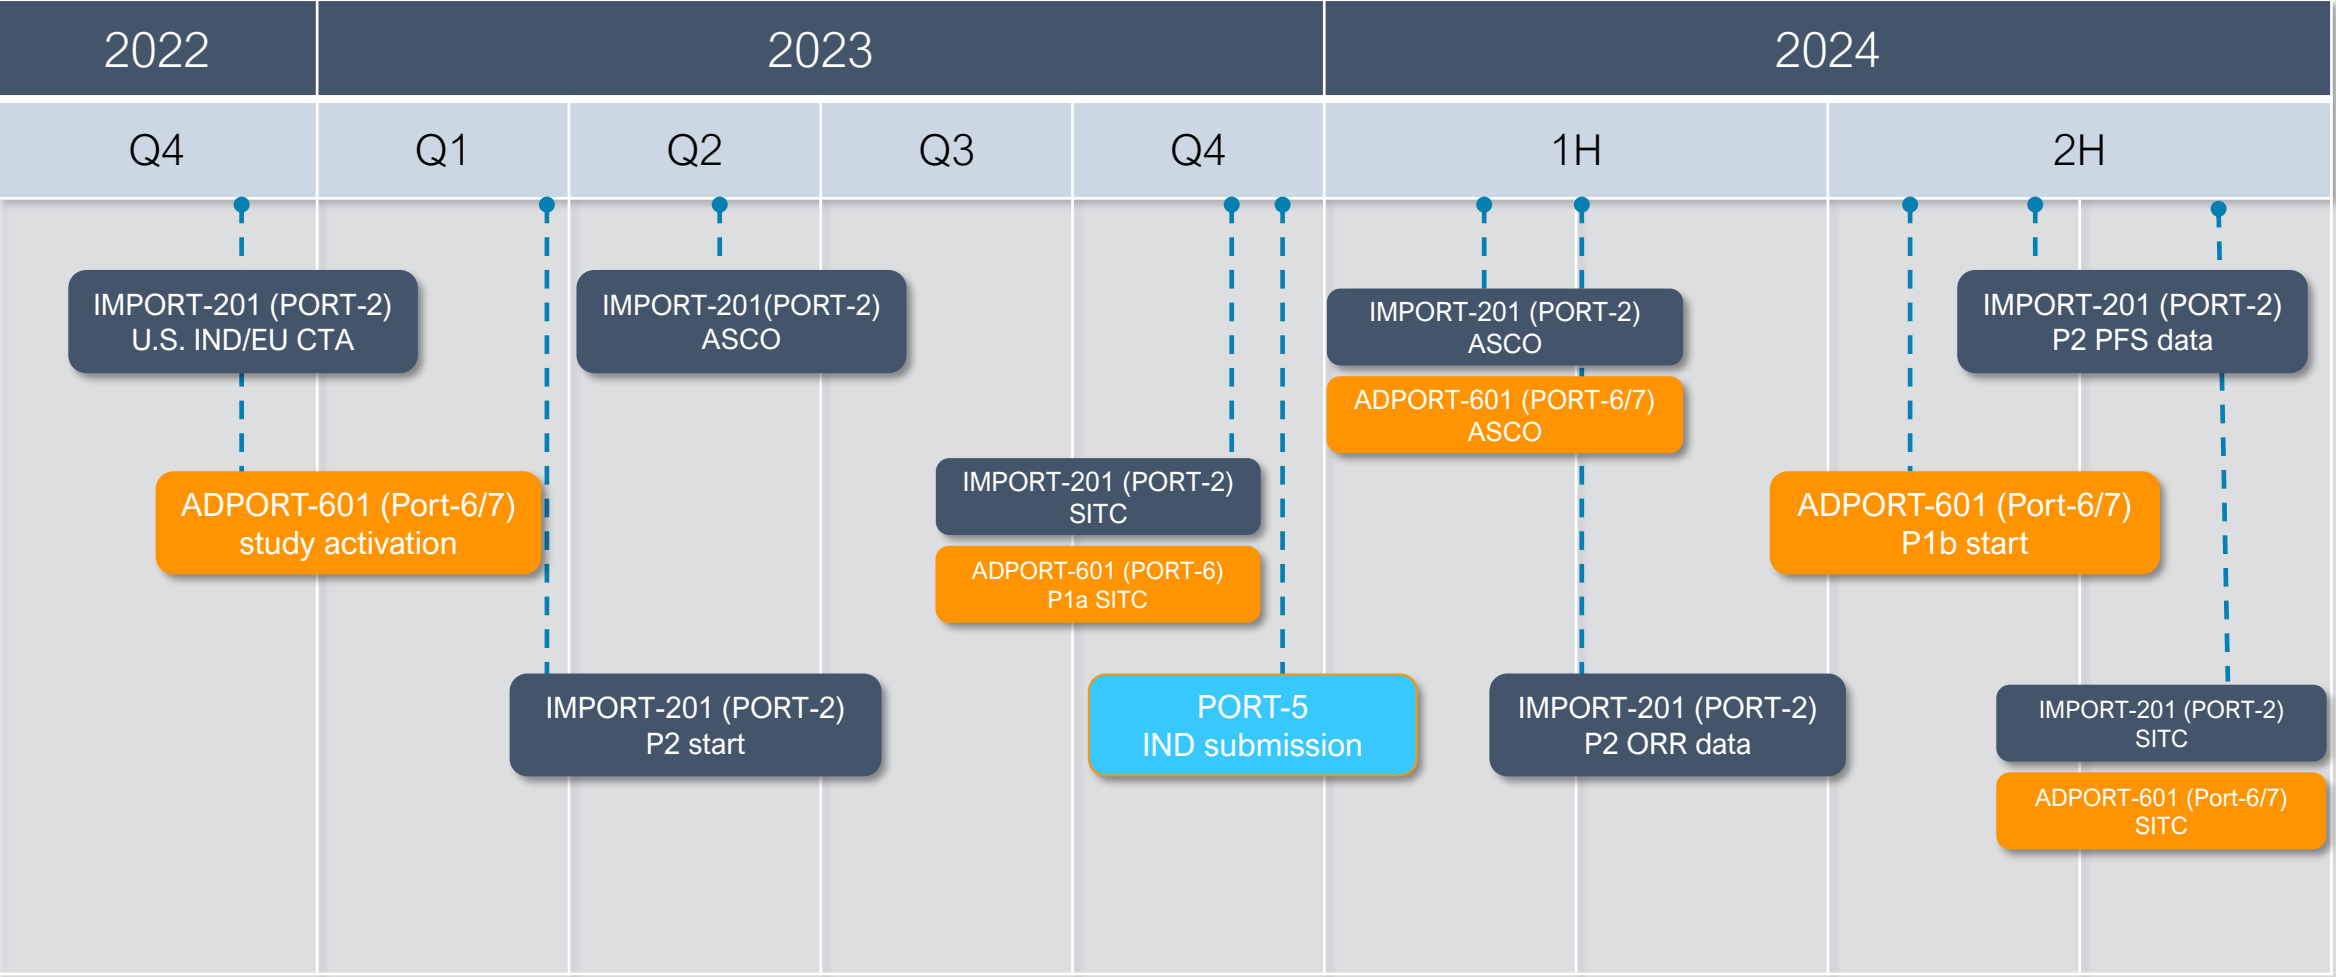 2022
2023
2024
Q4
Q1
Q2
Q3
Q4
1H
2H
IMPORT-201 (PORT-2)
U.S. IND/EU CTA
IMPORT-201(PORT-2)
ASCO
IMPORT-201 (PORT-2)
ASCO
IMPORT-201 (PORT-2)
P2 PFS data
ADPORT-601 (PORT-6/7)
ASCO
ADPORT-601 (Port-6/7)
study activation
IMPORT-201 (PORT-2)
SITC
ADPORT-601 (PORT-6)
P1a SITC
ADPORT-601 (Port-6/7)
P1b start
IMPORT-201 (PORT-2)
P2 start
PORT-5
IND submission
IMPORT-201 (PORT-2)
P2 ORR data
IMPORT-201 (PORT-2)
SITC
ADPORT-601 (Port-6/7)
SITC